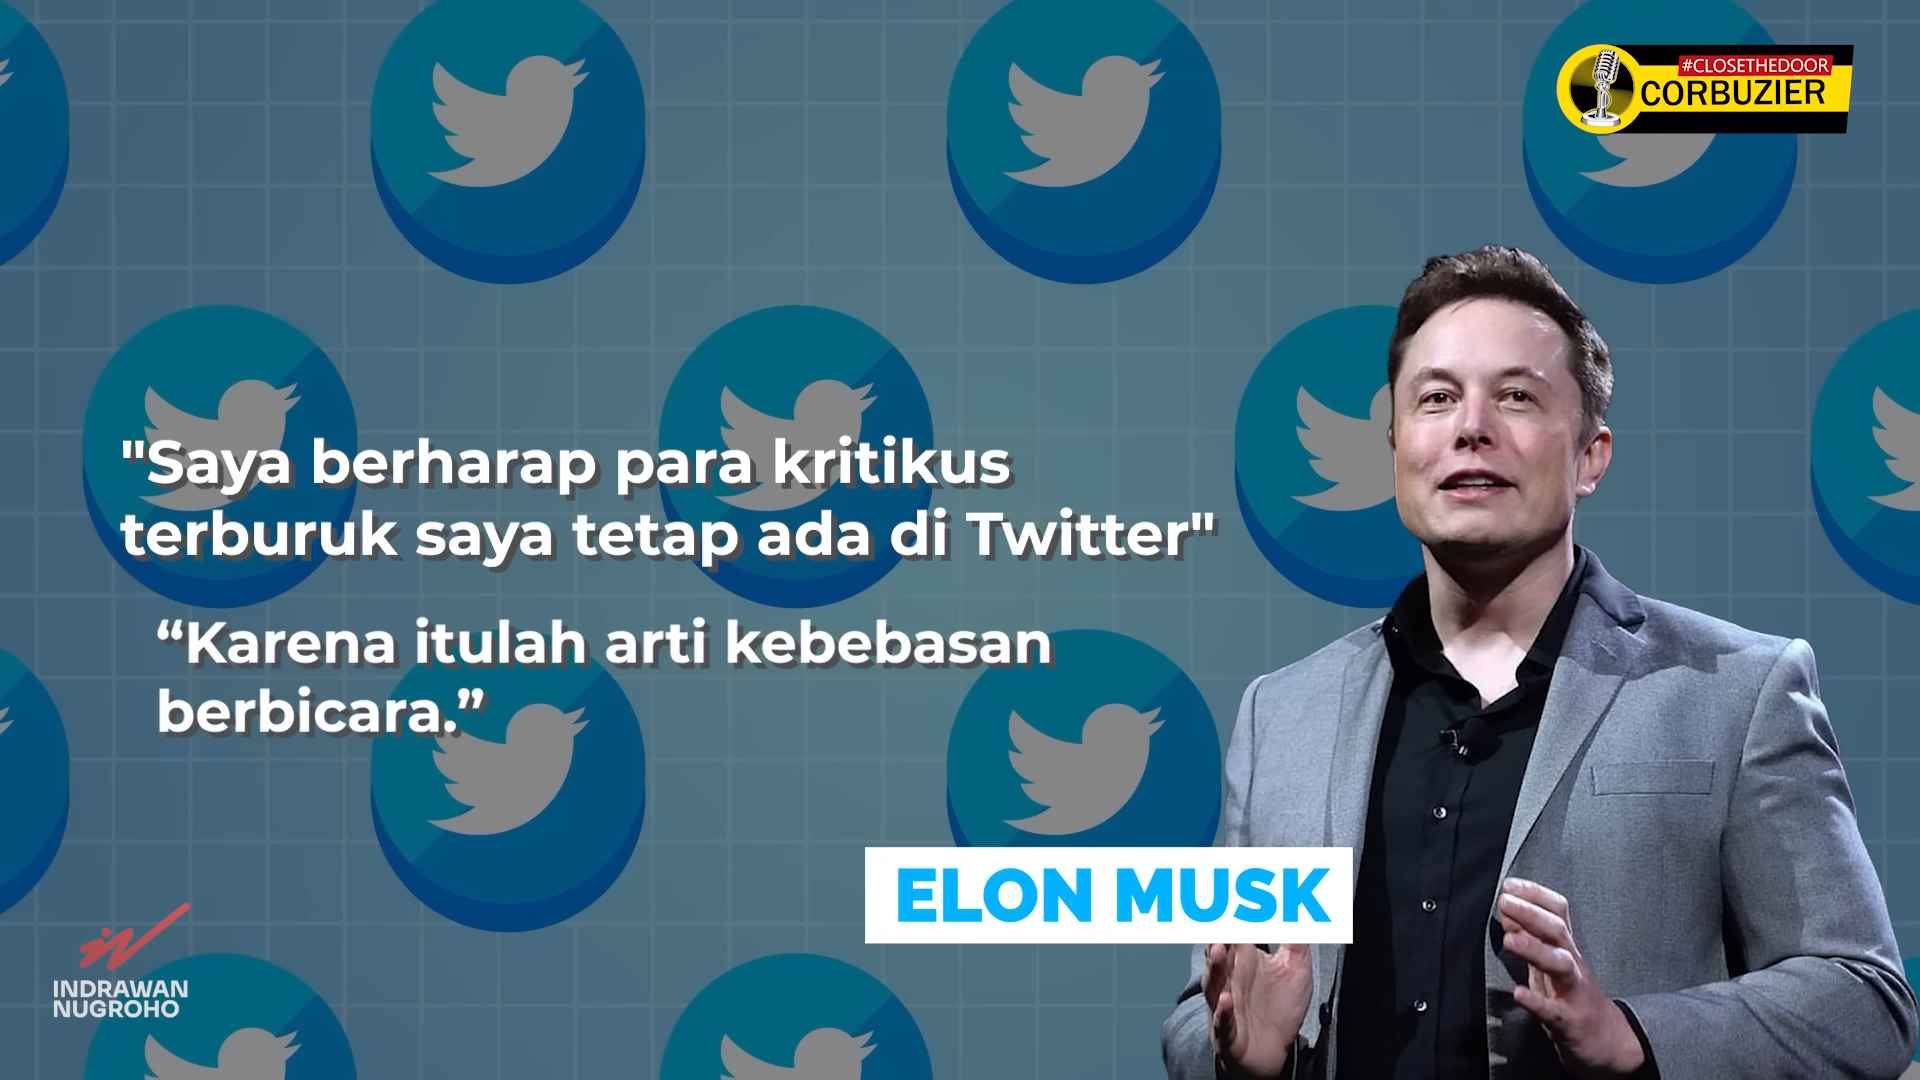 #CLOSETHEDOOR
CORBUZIER
"Saya berharap para kritikus
terburuk saya tetap ada di Twitter"
“Karena itulah arti kebebasan
berbicara.”
ELON MUSK
INDRAWAN
NUGROHO